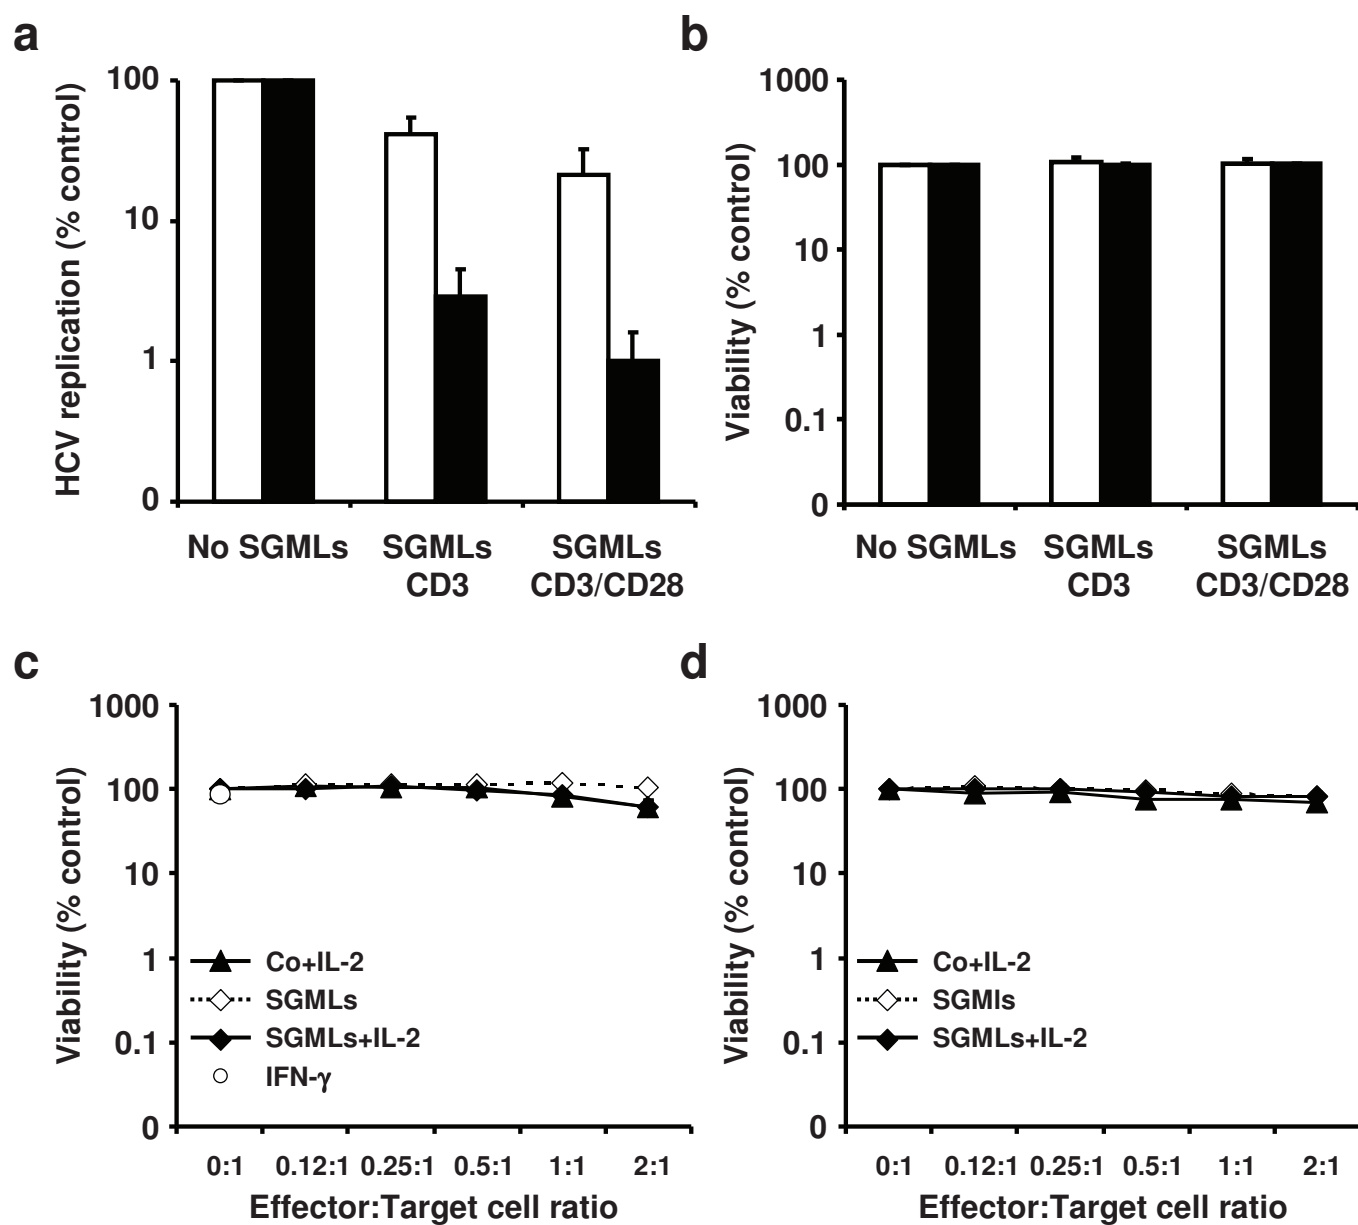 a
HCV replication (% control)
100
10
1
0
No SGMLs
SGMLs
CD3
SGMLs
CD3/CD28
b
Viability (% control)
1000
100
10
1
0.1
0
No SGMLs
SGMLs
CD3
SGMLs
CD3/CD28
c
Viability (% control)
1000
100
10
1
0.1
0
Co+IL-2
SGMLs
SGMLs+IL-2
IFN-γ
0:1 0.12:1 0.25:1 0.5:1 1:1 2:1
Effector:Target cell ratio
d
Viability (% control)
1000
100
10
1
0.1
0
Co+IL-2
SGMIs
SGMLs+IL-2
0:1 0.12:1 0.25:1 0.5:1 1:1 2:1
Effector:Target cell ratio